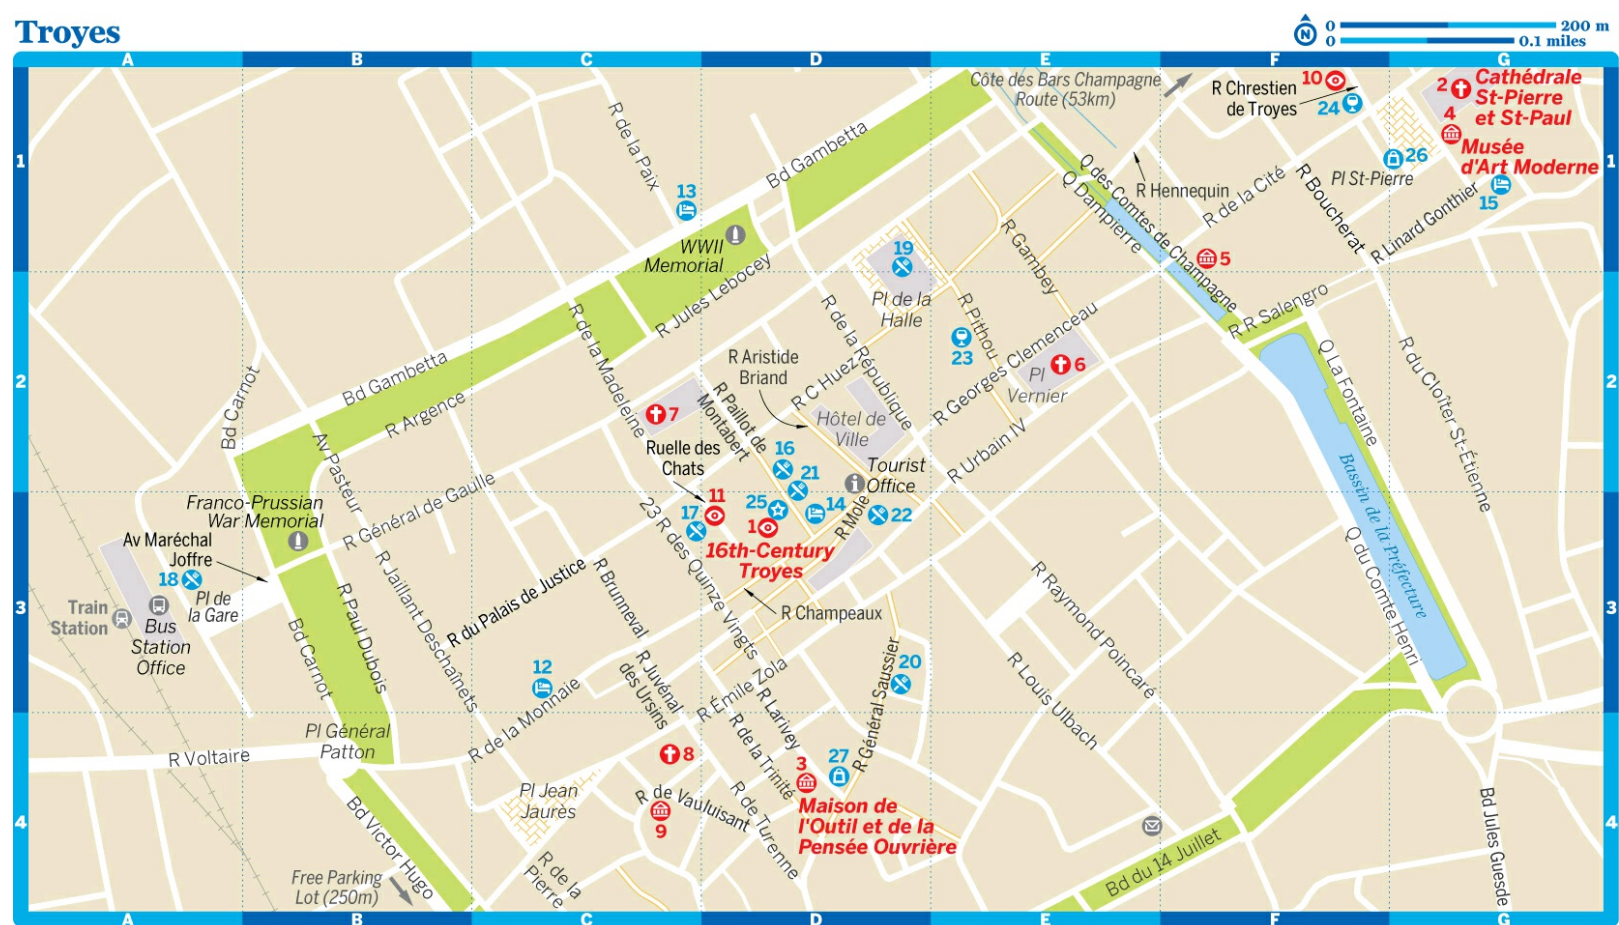 Troyes
N
0
200 m
0
0.1 miles
A
B
C
D
E
F
G
1
2
3
4
1
2
3
4
A
B
C
D
E
F
G
Côte des Bars Champagne
Route (53km)
R Chrestien
de Troyes
10
24
2
Cathédrale
St-Pierre
et St-Paul
4
Musée
d'Art Moderne
26
Pl St-Pierre
15
R Linard Gonthier
R Boucherat
R de la Cité
R Hennequin
Q des Comtes de Champagne
Q Dampierre
5
R de la Paix
Bd Gambetta
13
WWII
Memorial
R Jules Lebocey
19
Pl de la
Halle
R Gambey
R Pithou
23
R Georges Clemenceau
6
Pl
Vernier
R R Salengro
Q La Fontaine
R du Cloîter St-Étienne
Bd Gambetta
R Argence
Bd Carnot
R de la Madeleine
R de la République
R Aristide
Briand
R C Huez
Hôtel de
Ville
R Paillot de
Montabert
7
Ruelle des
Chats
16
21
Tourist
Office
R Urbain IV
Av Pasteur
R Général de Gaulle
Franco-Prussian
War Memorial
Av Maréchal
Joffre
18
Pl de
la Gare
Train
Station
Bus
Station
Office
11
17
25
1
14
22
R Mole
16th-Century
Troyes
23 R des Quinze Vingts
R Champeaux
R Jaillant Deschaînets
R du Palais de Justice
R Brunneval
R Paul Dubois
Bd Carnot
12
R Juvénal
des Ursins
R Émile Zola
R Larivey
20
R Général Saussier
R Raymond Poincaré
R Louis Ulbach
Bassin de la Préfecture
Q du Comte Henri
R de la Monnaie
Pl Général
Patton
R Voltaire
8
R de la Trinité
3
27
Maison de
l'Outil et de la
Pensée Ouvrière
Pl Jean
Jaurès
R de Vauluisant
9
R de Turenne
Bd Victor Hugo
R de la
Pierre
Free Parking
Lot (250m)
Bd du 14 Juillet
Bd Jules Guesde